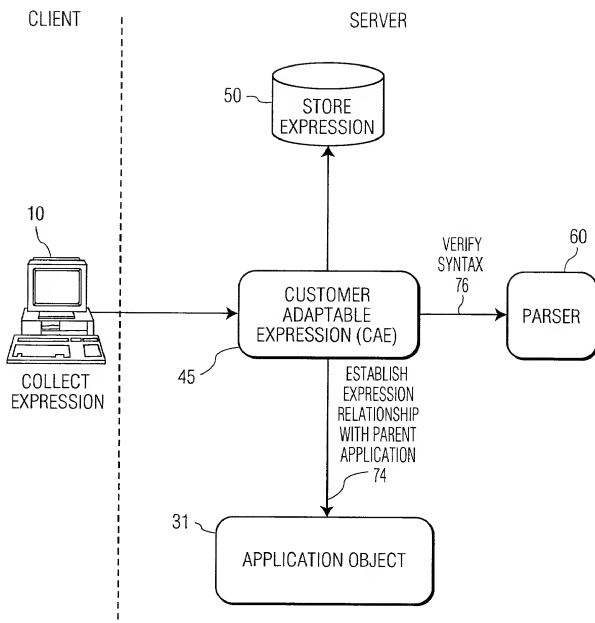 CLIENT
SERVER
50
STORE
EXPRESSION
10
COLLECT
EXPRESSION
CUSTOMER
ADAPTABLE
EXPRESSION (CAE)
45
VERIFY
SYNTAX
76
60
PARSER
ESTABLISH
EXPRESSION
RELATIONSHIP
WITH PARENT
APPLICATION
74
31
APPLICATION OBJECT